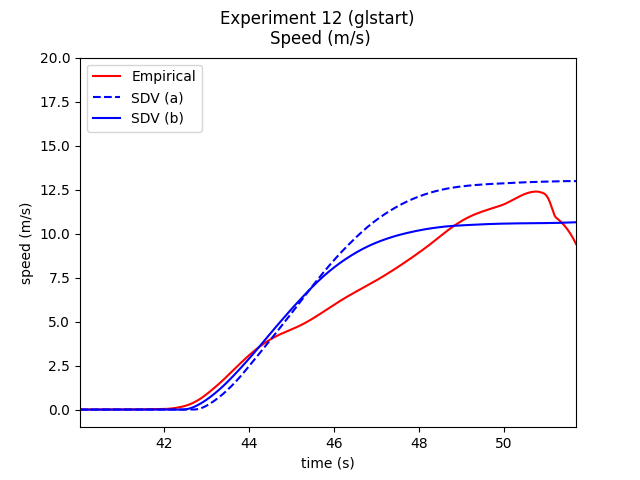 Experiment 12 (glstart)
Speed (m/s)
20.0
17.5
15.0
12.5
10.0
7.5
5.0
2.5
0.0
speed (m/s)
Empirical
SDV (a)
SDV (b)
42 44 46 48 50
time (s)